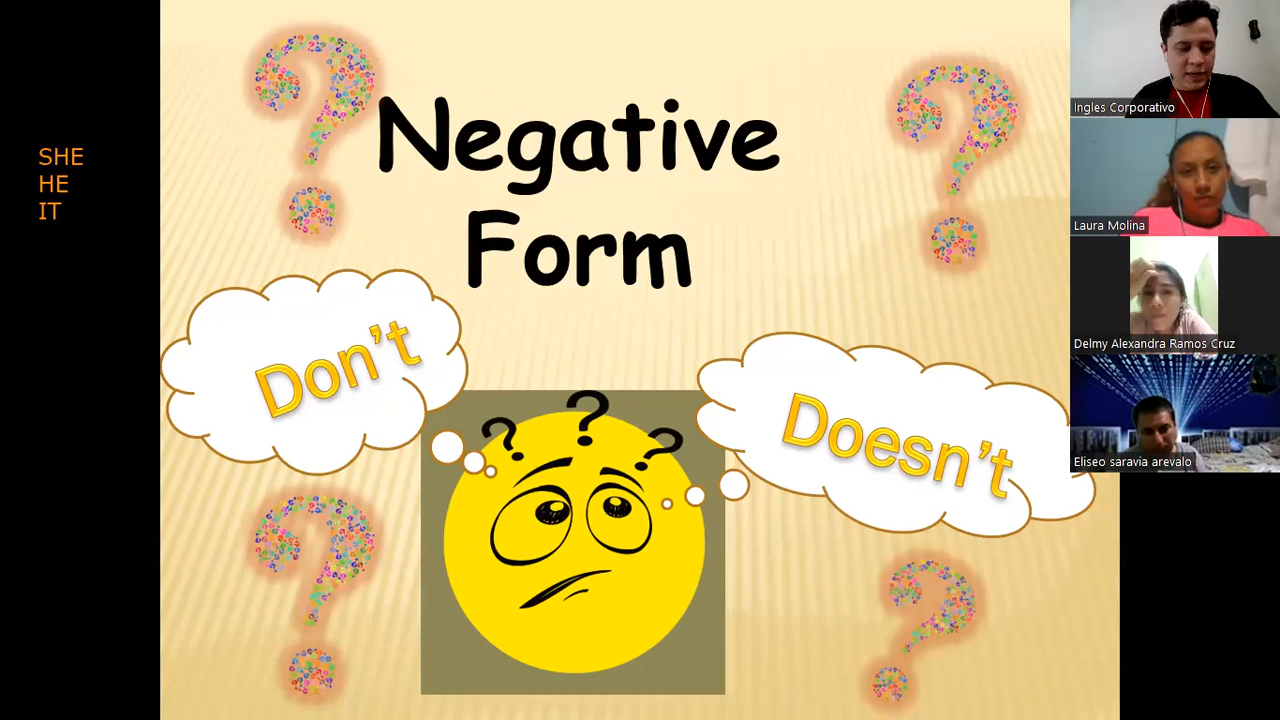 SHE
HE
IT
Negative
Form
Don't
Doesn't
? ? ?
Ingles Corporativo
Laura Molina
Delmy Alexandra Ramos Cruz
Eliseo saravia arevalo